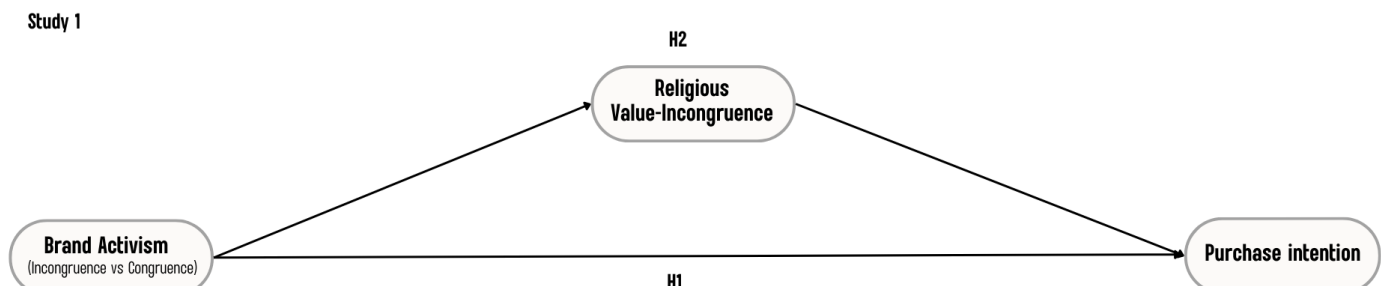 Study 1
H2
Religious
Value-Incongruence
Brand Activism
(Incongruence vs Congruence)
Purchase intention
H1